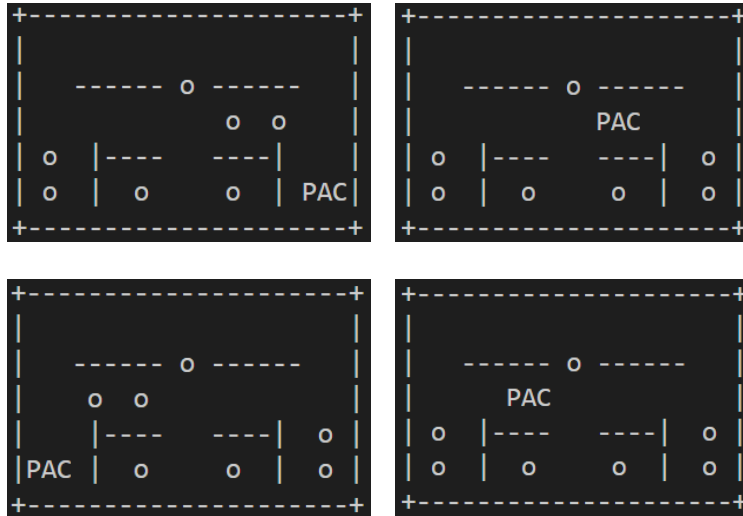 +---------------------+
|                     |
|   ------ o ------   |
|             o  o    |
| o  |----   ----|    |
| o  |  o     o  | PAC|
+---------------------+
+---------------------+
|                     |
|   ------ o ------   |
|            PAC      |
| o  |----   ----|  o |
| o  |  o     o  |  o |
+---------------------+
+---------------------+
|                     |
|   ------ o ------   |
|    o  o             |
|    |----   ----|  o |
|PAC |  o     o  |  o |
+---------------------+
+---------------------+
|                     |
|   ------ o ------   |
|      PAC            |
| o  |----   ----|  o |
| o  |  o     o  |  o |
+---------------------+